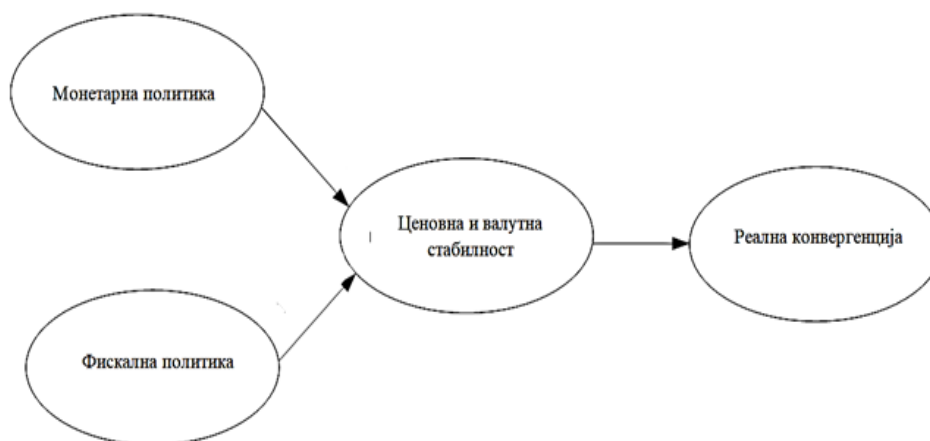 Монетарна политика
Ценовна и валутна
стабилност
Реална конвергенција
Фискална политика